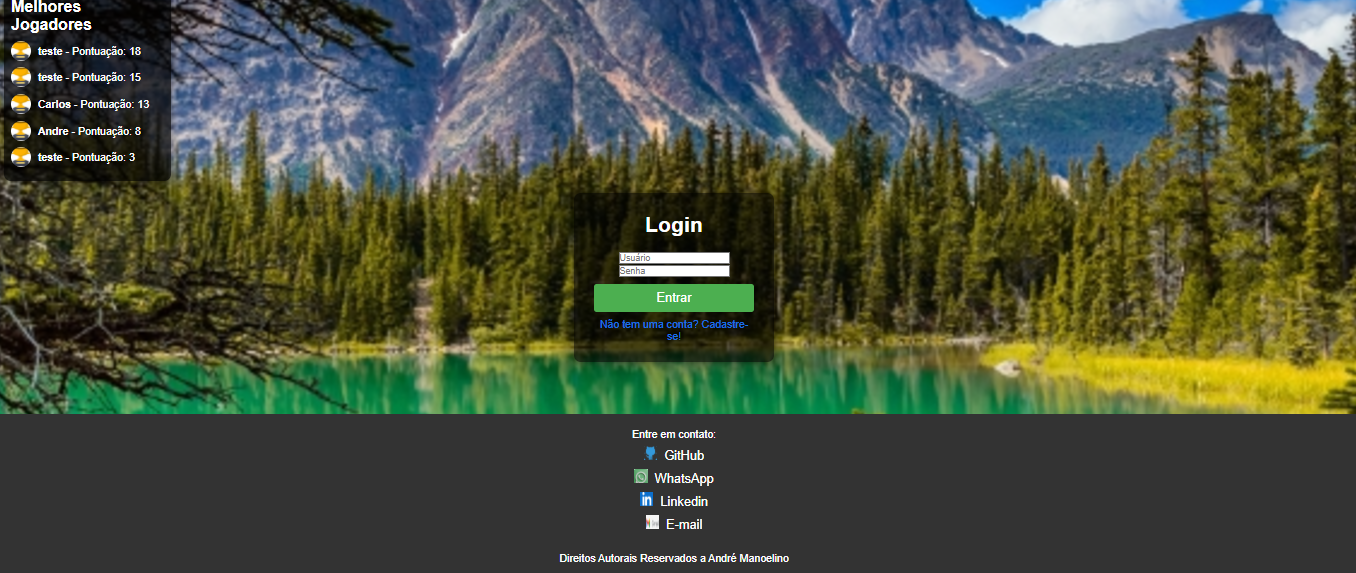 Melhores
Jogadores
teste - Pontuação: 18
teste - Pontuação: 15
Carlos - Pontuação: 13
Andre - Pontuação: 8
teste - Pontuação: 3
Login
Usuário
Senha
Entrar
Não tem uma conta? Cadastre-
se!
Entre em contato:
GitHub
WhatsApp
in Linkedin
E-mail
Direitos Autorais Reservados a André Manoelino